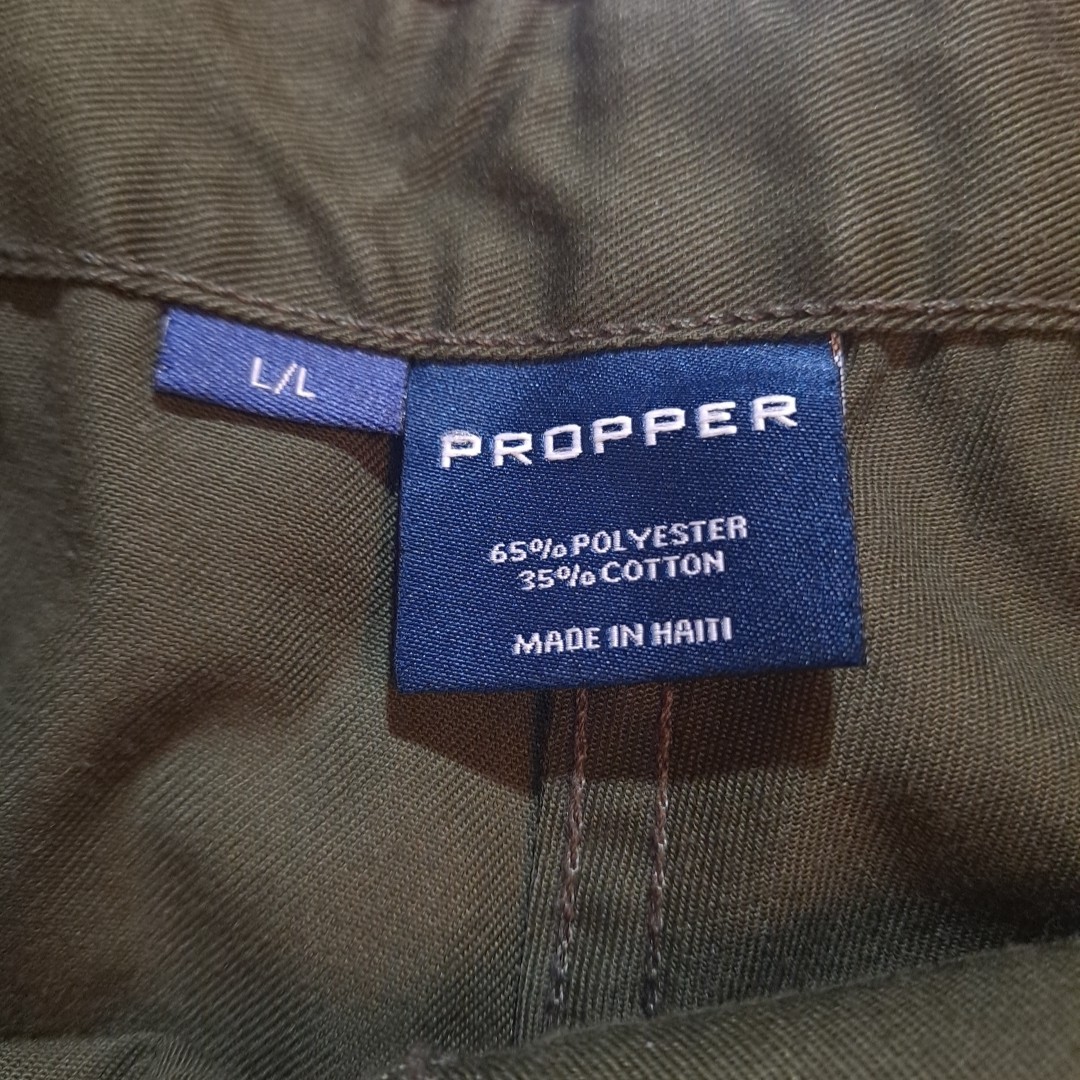 L/L
PROPPER
65% POLYESTER
35% COTTON
MADE IN HAITI